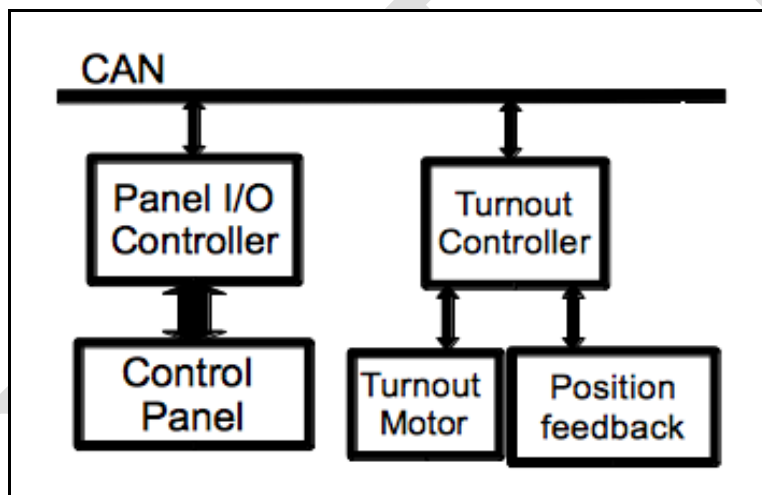 CAN
Panel I/O
Controller
Turnout
Controller
Control
Panel
Turnout
Motor
Position
feedback